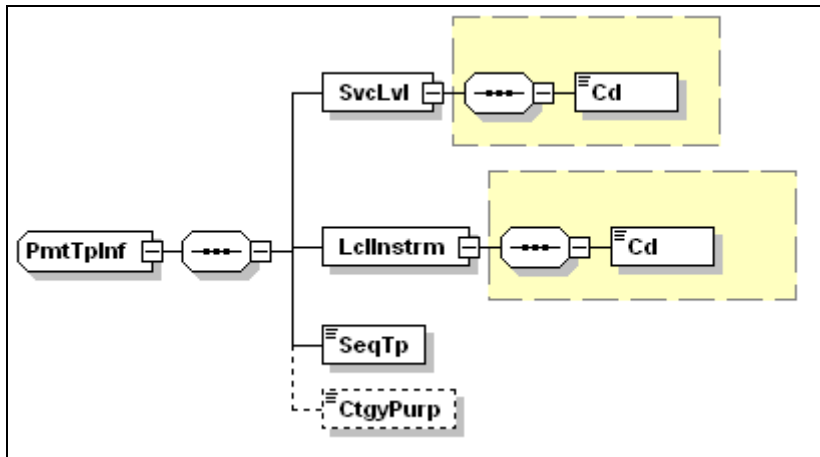 SvcLvl
Cd
PmtTpInf
LclInstrm
Cd
SeqTp
CtgyPurp